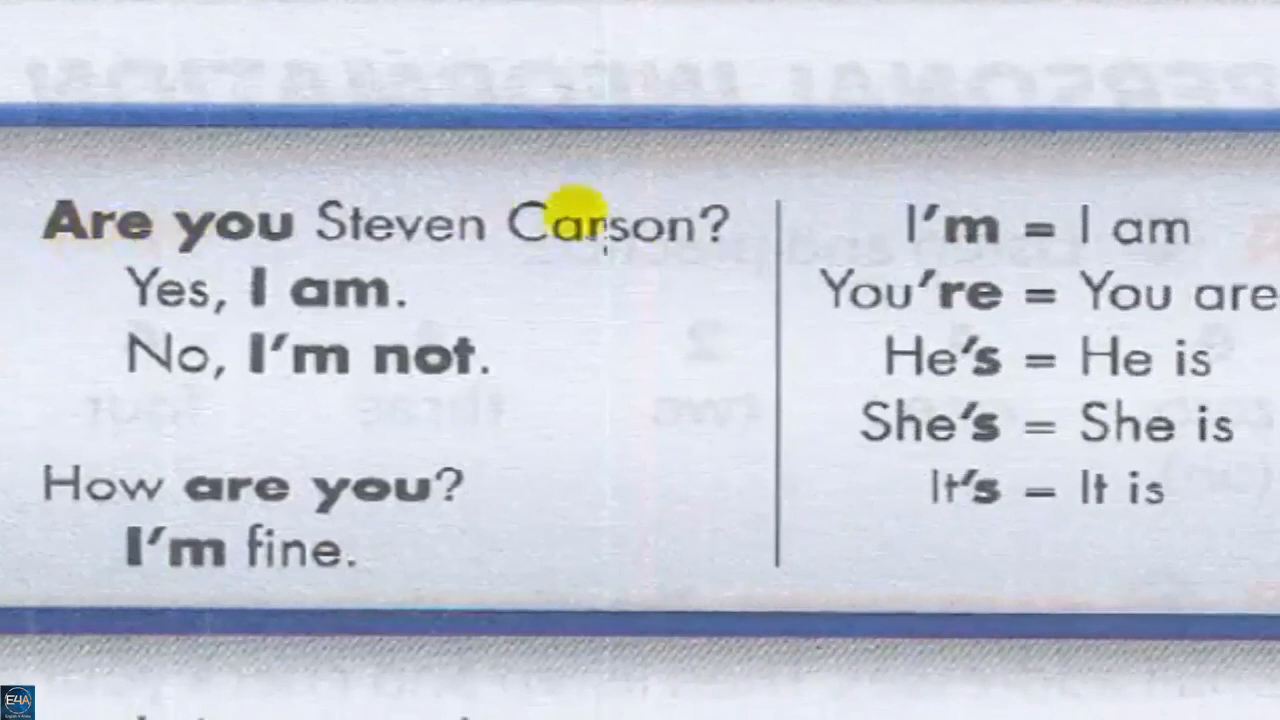 Are you Steven Carson?
Yes, I am.
No, I'm not.
How are you?
I'm fine.
I'm = I am
You're = You are
He's = He is
She's = She is
It's = It is
E4A